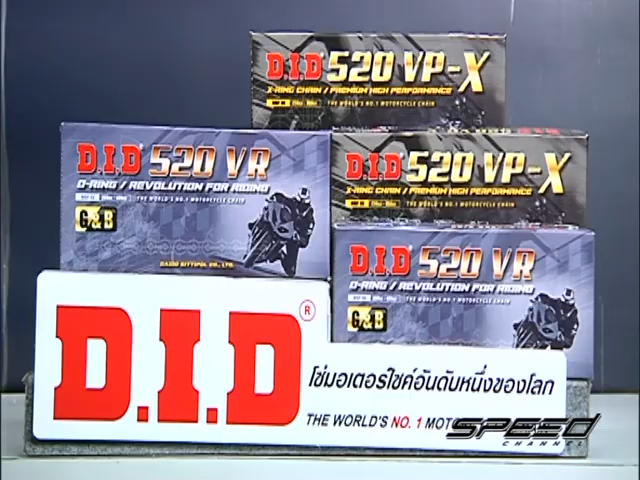 D.I.D 520 VP-X
X-RING CHAIN / PREMIUM HIGH PERFORMANCE
THE WORLD'S NO.1 MOTORCYCLE CHAIN
D.I.D 520 VR
O-RING / REVOLUTION FOR RIDING
THE WORLD'S NO.1 MOTORCYCLE CHAIN
G&B
DAIDO SITTIPOL CO., LTD.
D.I.D 520 VP-X
X-RING CHAIN / PREMIUM HIGH PERFORMANCE
THE WORLD'S NO.1 MOTORCYCLE CHAIN
D.I.D 520 VR
O-RING / REVOLUTION FOR RIDING
THE WORLD'S NO.1 MOTORCYCLE CHAIN
G&B
D.I.D®
โซ่มอเตอร์ไซค์อันดับหนึ่งของโลก
THE WORLD'S NO. 1
SPEED
CHANNEL